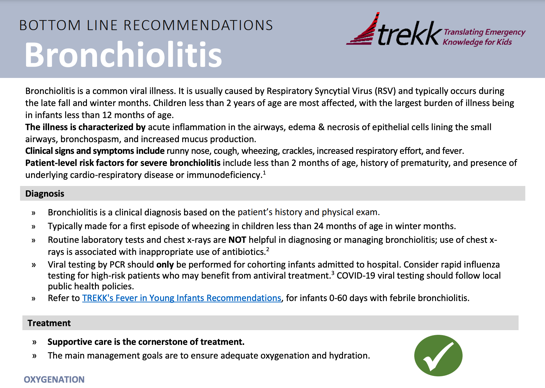 BOTTOM LINE RECOMMENDATIONS
Bronchiolitis
trekk
Translating Emergency
Knowledge for Kids
Bronchiolitis is a common viral illness. It is usually caused by Respiratory Syncytial Virus (RSV) and typically occurs during
the late fall and winter months. Children less than 2 years of age are most affected, with the largest burden of illness being
in infants less than 12 months of age.
The illness is characterized by acute inflammation in the airways, edema & necrosis of epithelial cells lining the small
airways, bronchospasm, and increased mucus production.
Clinical signs and symptoms include runny nose, cough, wheezing, crackles, increased respiratory effort, and fever.
Patient-level risk factors for severe bronchiolitis include less than 2 months of age, history of prematurity, and presence of
underlying cardio-respiratory disease or immunodeficiency.1
Diagnosis
» Bronchiolitis is a clinical diagnosis based on the patient's history and physical exam.
» Typically made for a first episode of wheezing in children less than 24 months of age in winter months.
» Routine laboratory tests and chest x-rays are NOT helpful in diagnosing or managing bronchiolitis; use of chest x-
rays is associated with inappropriate use of antibiotics.2
» Viral testing by PCR should only be performed for cohorting infants admitted to hospital. Consider rapid influenza
testing for high-risk patients who may benefit from antiviral treatment.3 COVID-19 viral testing should follow local
public health policies.
» Refer to TREKK's Fever in Young Infants Recommendations, for infants 0-60 days with febrile bronchiolitis.
Treatment
» Supportive care is the cornerstone of treatment.
» The main management goals are to ensure adequate oxygenation and hydration.
OXYGENATION